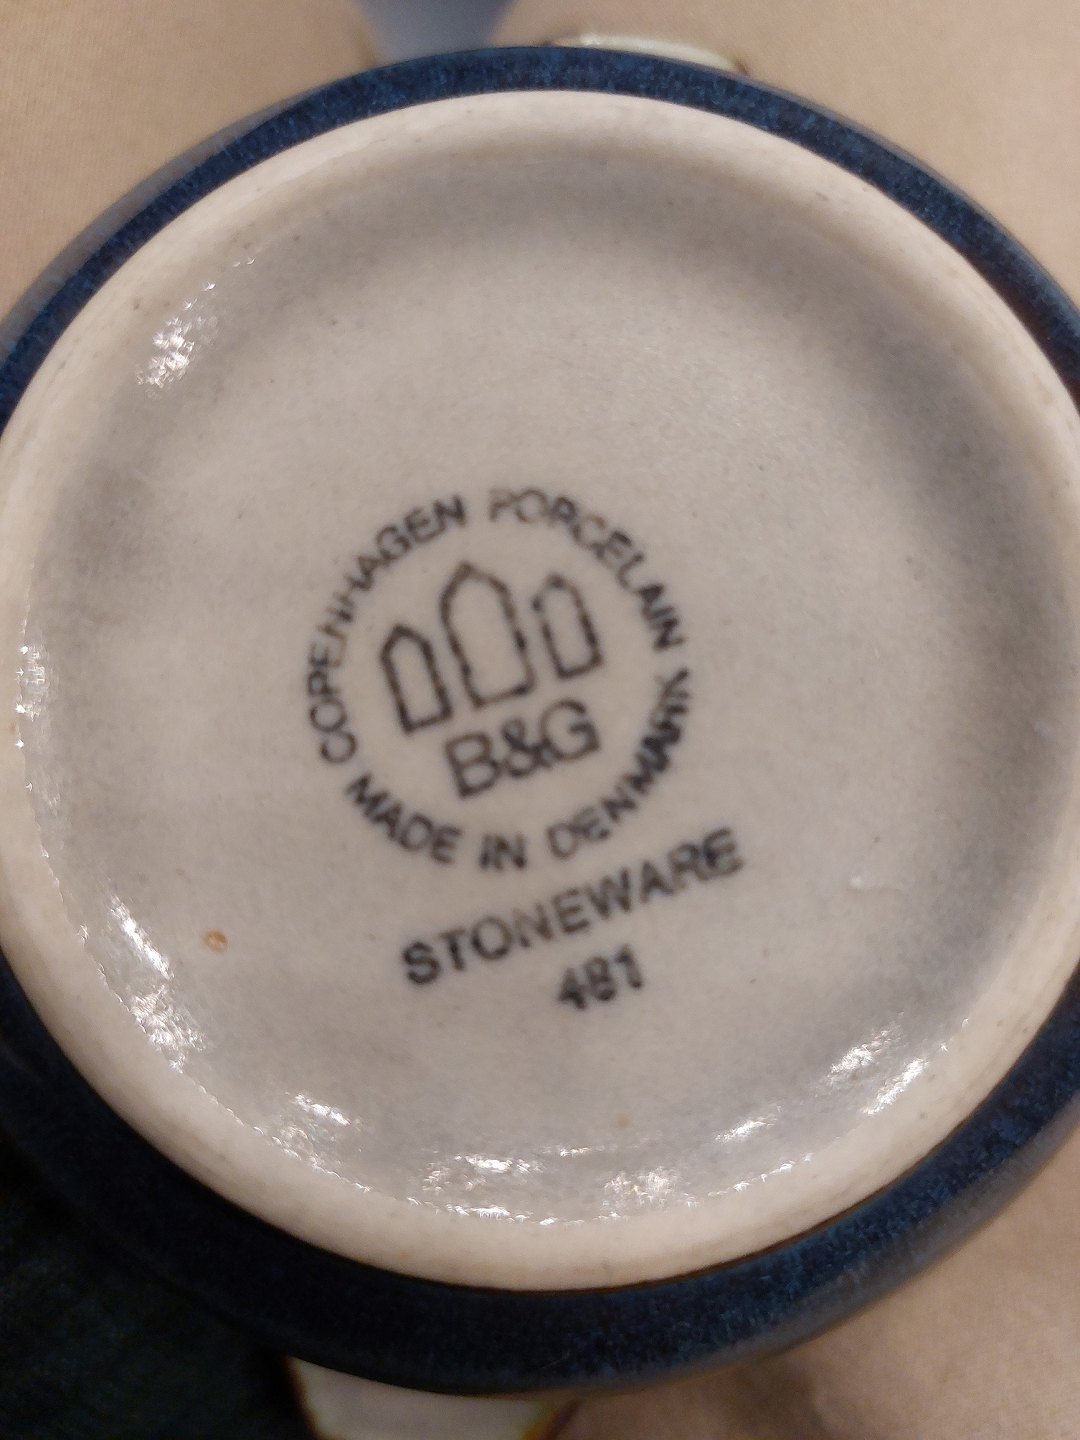 COPENHAGEN PORCELAIN
B&G
MADE IN DENMARK
STONEWARE
481